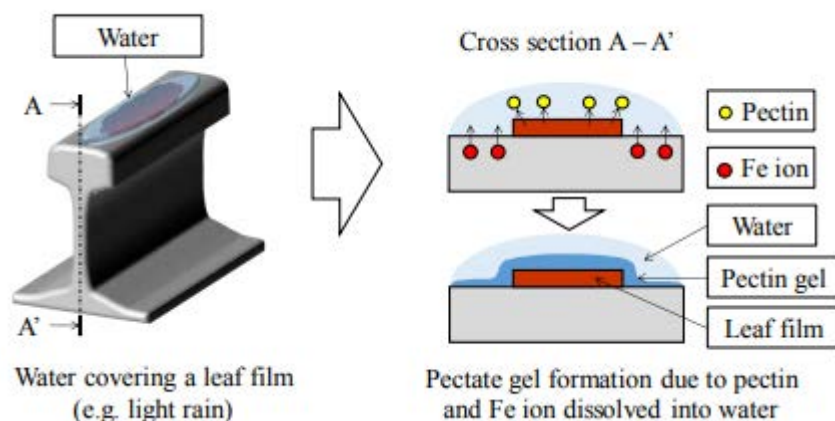 Water
A
A’
Water covering a leaf film
(e.g. light rain)
Cross section A – A’
Pectin
Fe ion
Water
Pectin gel
Leaf film
Pectate gel formation due to pectin
and Fe ion dissolved into water